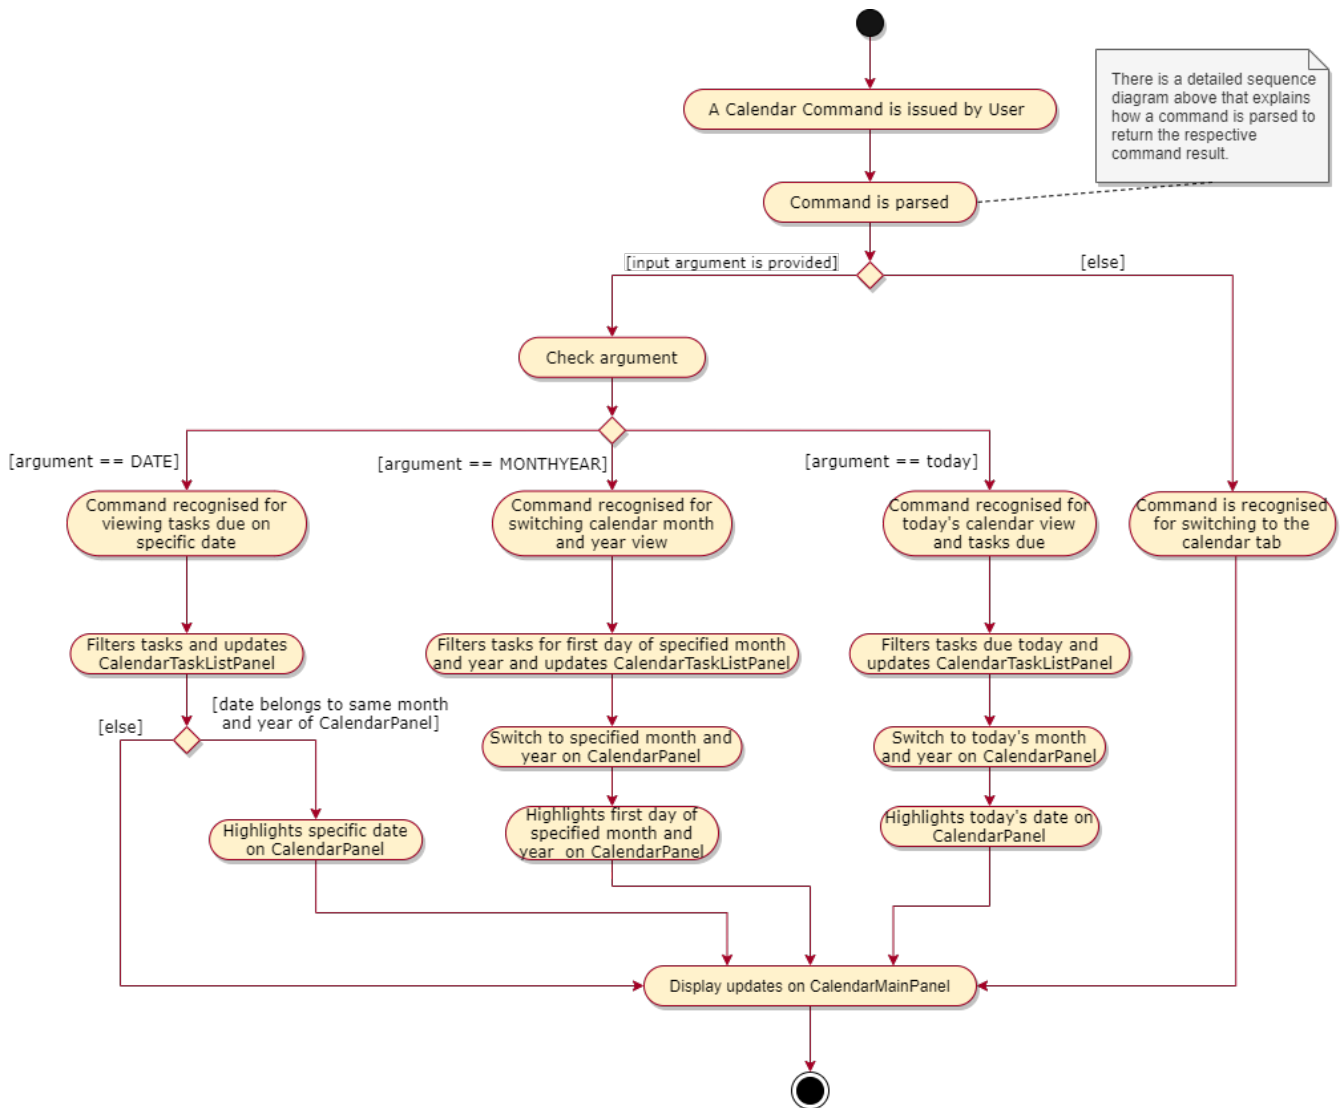 A Calendar Command is issued by User
There is a detailed sequence
diagram above that explains
how a command is parsed to
return the respective
command result.
Command is parsed
[input argument is provided]
[else]
Check argument
[argument == DATE]
[argument == MONTHYEAR]
[argument == today]
Command recognised for
viewing tasks due on
specific date
Command recognised for
switching calendar month
and year view
Command recognised for
today's calendar view
and tasks due
Command is recognised
for switching to the
calendar tab
Filters tasks and updates
CalendarTaskListPanel
Filters tasks for first day of specified month
and year and updates CalendarTaskListPanel
Filters tasks due today and
updates CalendarTaskListPanel
[else]
[date belongs to same month
and year of CalendarPanel]
Switch to specified month and
year on CalendarPanel
Switch to today's month
and year on CalendarPanel
Highlights specific date
on CalendarPanel
Highlights first day of
specified month and
year on CalendarPanel
Highlights today's date on
CalendarPanel
Display updates on CalendarMainPanel